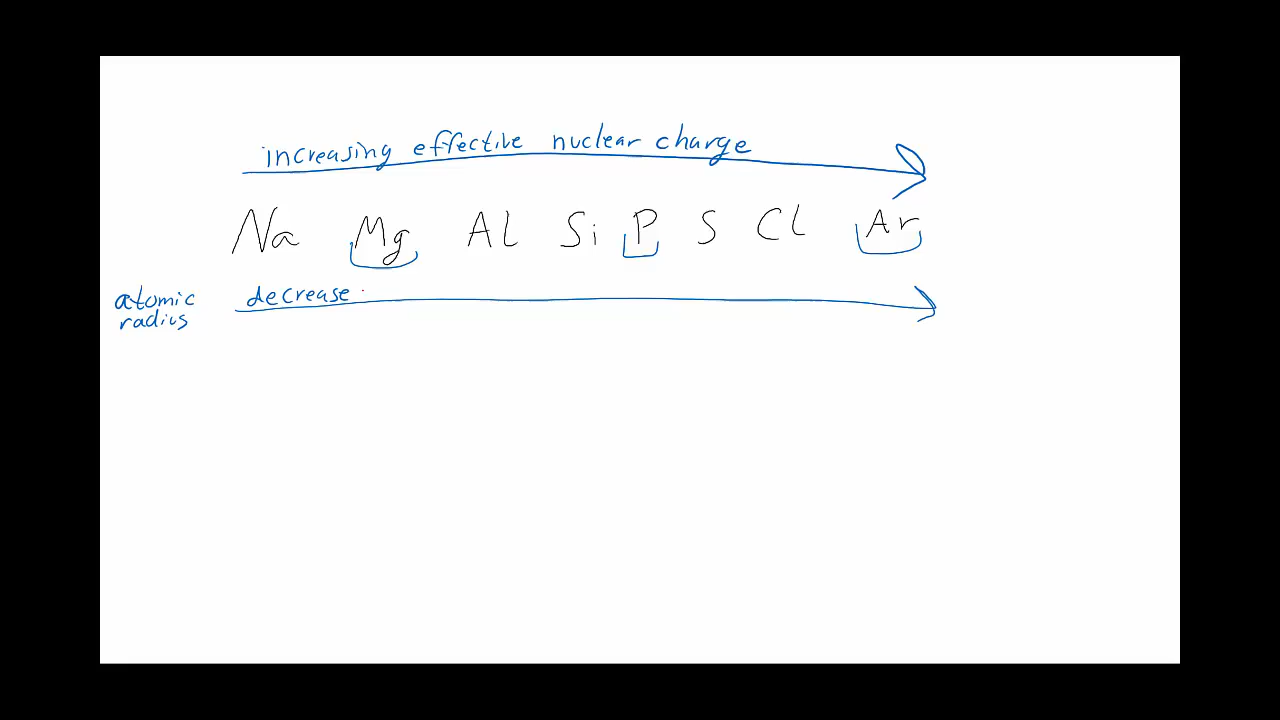 increasing effective nuclear charge
Na Mg Al Si P S Cl Ar
atomic radius
decrease